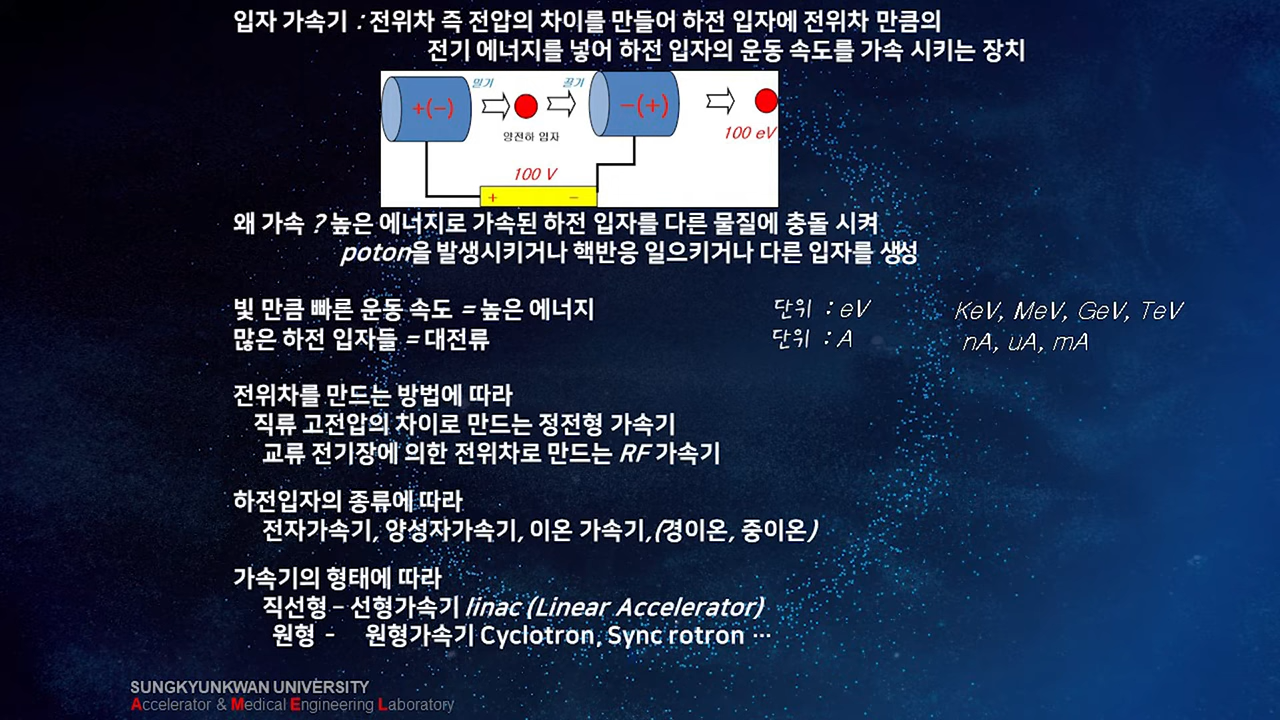 입자 가속기 : 전위차 즉 전압의 차이를 만들어 하전 입자에 전위차 만큼의
전기 에너지를 넣어 하전 입자의 운동 속도를 가속 시키는 장치
밀기 끌기
+(-) -(+)
양전하 입자
100 eV
100 V
+ -
왜 가속 ? 높은 에너지로 가속된 하전 입자를 다른 물질에 충돌 시켜
poton을 발생시키거나 핵반응 일으키거나 다른 입자를 생성
빛 만큼 빠른 운동 속도 = 높은 에너지 단위 : eV KeV, MeV, GeV, TeV
많은 하전 입자들 = 대전류 단위 : A nA, uA, mA
전위차를 만드는 방법에 따라
직류 고전압의 차이로 만드는 정전형 가속기
교류 전기장에 의한 전위차로 만드는 RF 가속기
하전입자의 종류에 따라
전자가속기, 양성자가속기, 이온 가속기,(경이온, 중이온)
가속기의 형태에 따라
직선형 – 선형가속기 linac (Linear Accelerator)
원형 - 원형가속기 Cyclotron, Sync rotron ···
SUNGKYUNKWAN UNIVERSITY
Accelerator & Medical Engineering Laboratory